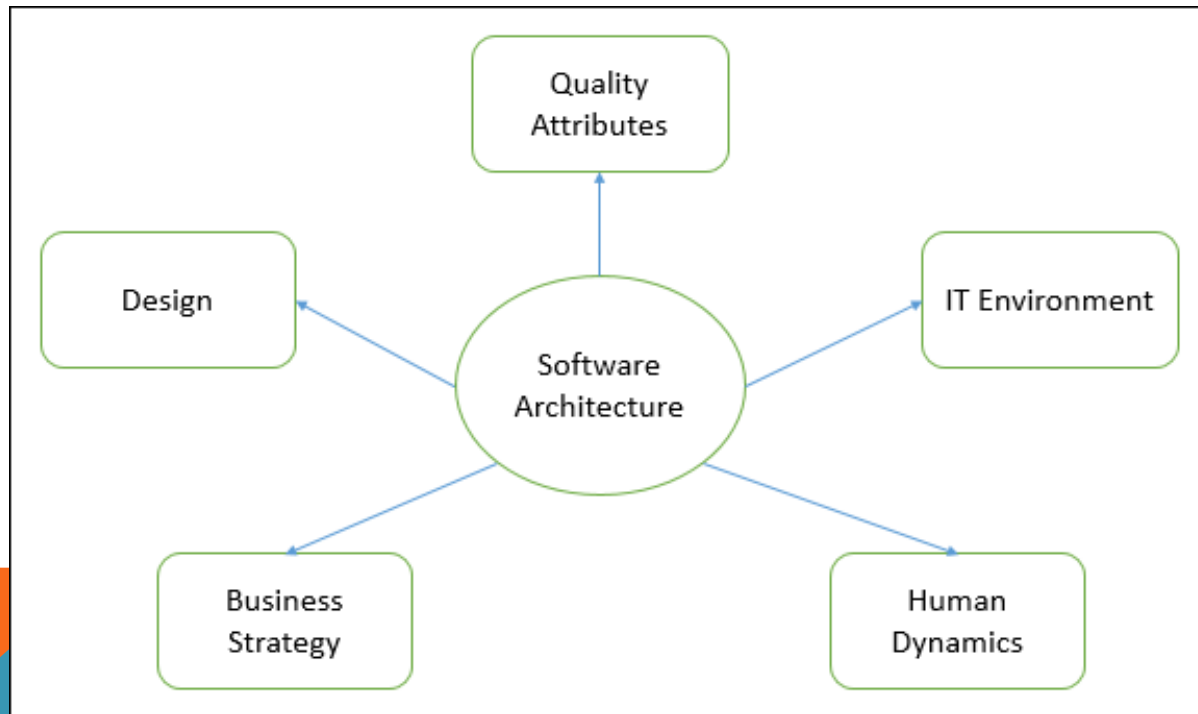 Quality
Attributes
Design
IT Environment
Software
Architecture
Business
Strategy
Human
Dynamics